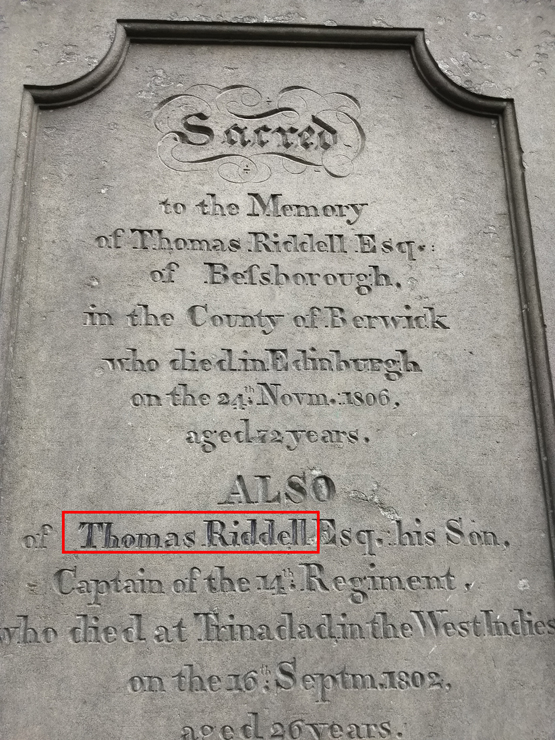 Sacred
to the Memory
of Thomas Riddell Esq.
of Beſsborough,
in the County of Berwick
who died in Edinburgh
on the 24th Novm. 1806,
aged 72 years.
ALSO
of Thomas Riddell Esq. his Son,
Captain of the 14th Regiment,
who died at Trinadad in the West Indies
on the 16th Septm. 1802,
aged 26 years.